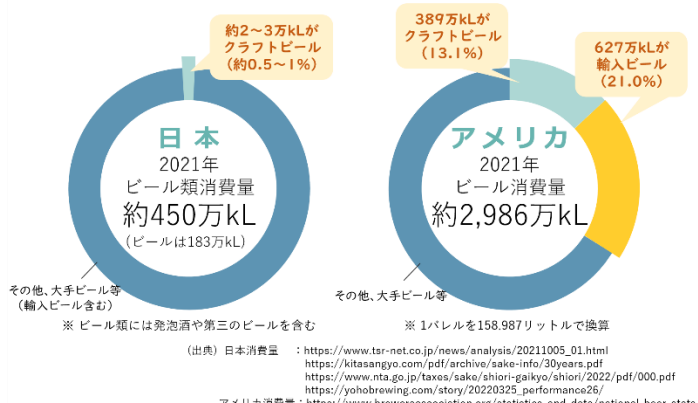 約2～3万kLが
クラフトビール
（約0.5～1%）
389万kLが
クラフトビール
（13.1%）
627万kLが
輸入ビール
（21.0%）
日本
2021年
ビール類消費量
約450万kL
（ビールは183万kL）
その他、大手ビール等
（輸入ビール含む）
※ ビール類には発泡酒や第三のビールを含む
アメリカ
2021年
ビール消費量
約2,986万kL
その他、大手ビール等
※ 1バレルを158.987リットルで換算
（出典）日本消費量　：https://www.tsr-net.co.jp/news/analysis/20211005_01.html
https://kitasangyo.com/pdf/archive/sake-info/30years.pdf
https://www.nta.go.jp/taxes/sake/shiori-gaikyo/shiori/2022/pdf/000.pdf
https://yohobrewing.com/story/20220325_performance26/
アメリカ消費量：